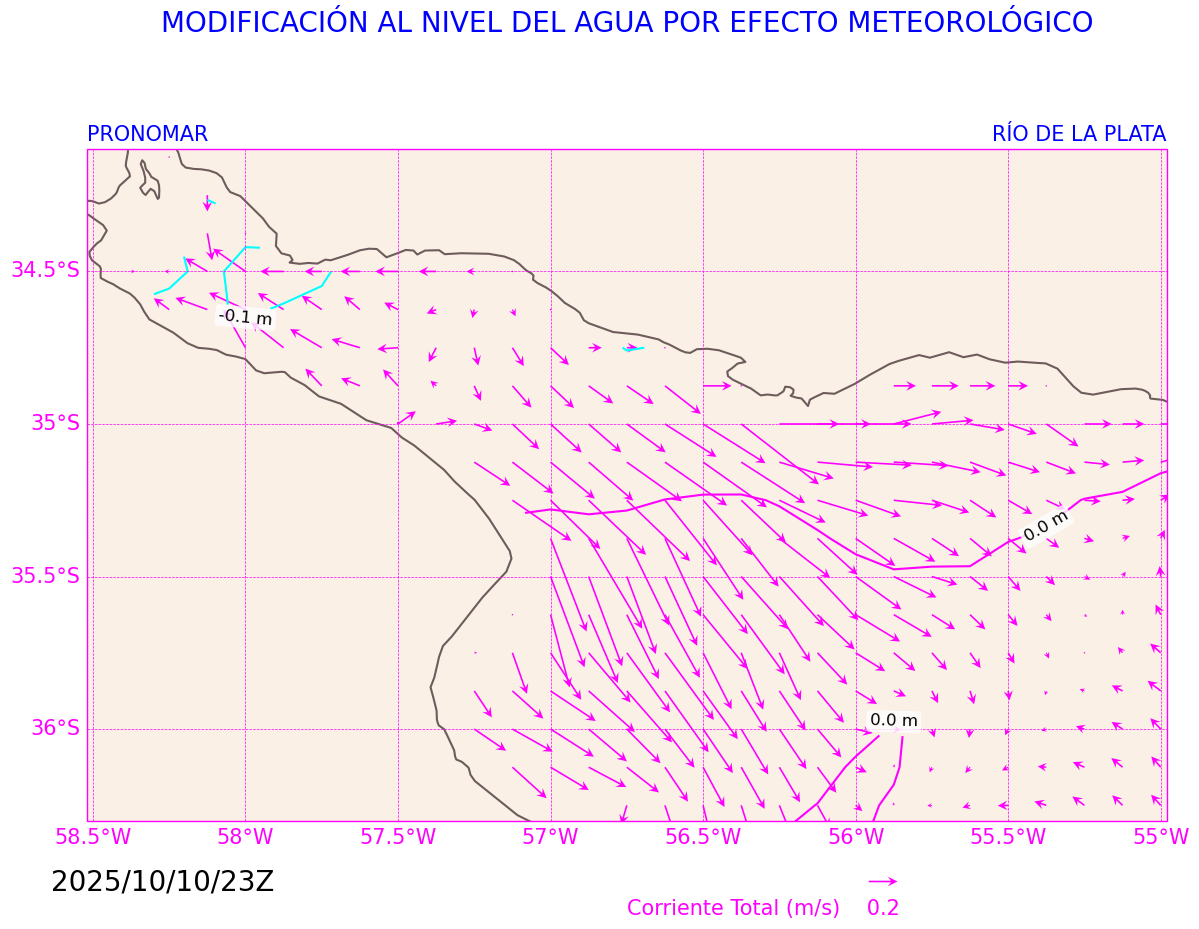 MODIFICACIÓN AL NIVEL DEL AGUA POR EFECTO METEOROLÓGICO
PRONOMAR
RÍO DE LA PLATA
34.5°S
-0.1 m
35°S
0.0 m
35.5°S
36°S
0.0 m
58.5°W
58°W
57.5°W
57°W
56.5°W
56°W
55.5°W
55°W
2025/10/10/23Z
Corriente Total (m/s) 0.2